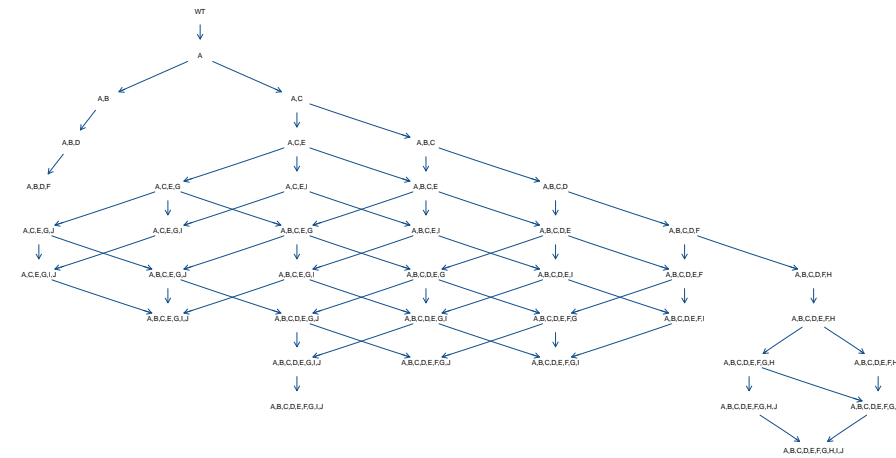 WT
A
A,B
A,C
A,B,D
A,C,E
A,B,C
A,B,D,F
A,C,E,G
A,C,E,I
A,B,C,E
A,B,C,D
A,C,E,G,J
A,C,E,G,I
A,B,C,E,G
A,B,C,E,I
A,B,C,D,E
A,B,C,D,F
A,C,E,G,I,J
A,B,C,E,G,J
A,B,C,E,G,I
A,B,C,D,E,G
A,B,C,D,E,I
A,B,C,D,E,F
A,B,C,D,F,H
A,B,C,E,G,I,J
A,B,C,D,E,G,J
A,B,C,D,E,G,I
A,B,C,D,E,F,G
A,B,C,D,E,F,I
A,B,C,D,E,F,H
A,B,C,D,E,G,I,J
A,B,C,D,E,F,G,J
A,B,C,D,E,F,G,I
A,B,C,D,E,F,G,H
A,B,C,D,E,F,H
A,B,C,D,E,F,G,I,J
A,B,C,D,E,F,G,H,J
A,B,C,D,E,F,G,
A,B,C,D,E,F,G,H,I,J